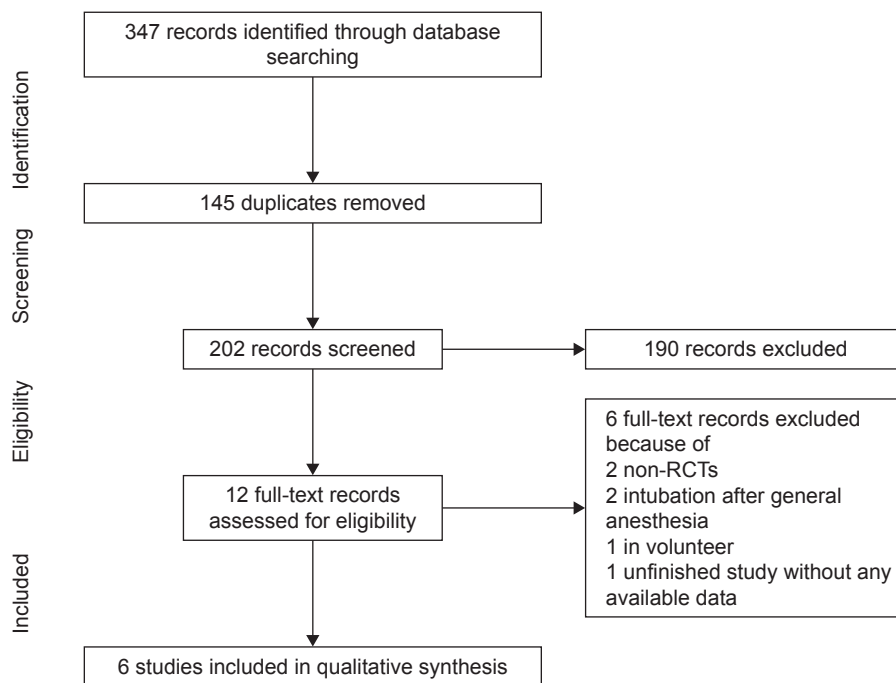 347 records identified through database
searching
Identification
145 duplicates removed
Screening
202 records screened
190 records excluded
Eligibility
12 full-text records
assessed for eligibility
6 full-text records excluded
because of
2 non-RCTs
2 intubation after general
anesthesia
1 in volunteer
1 unfinished study without any
available data
Included
6 studies included in qualitative synthesis